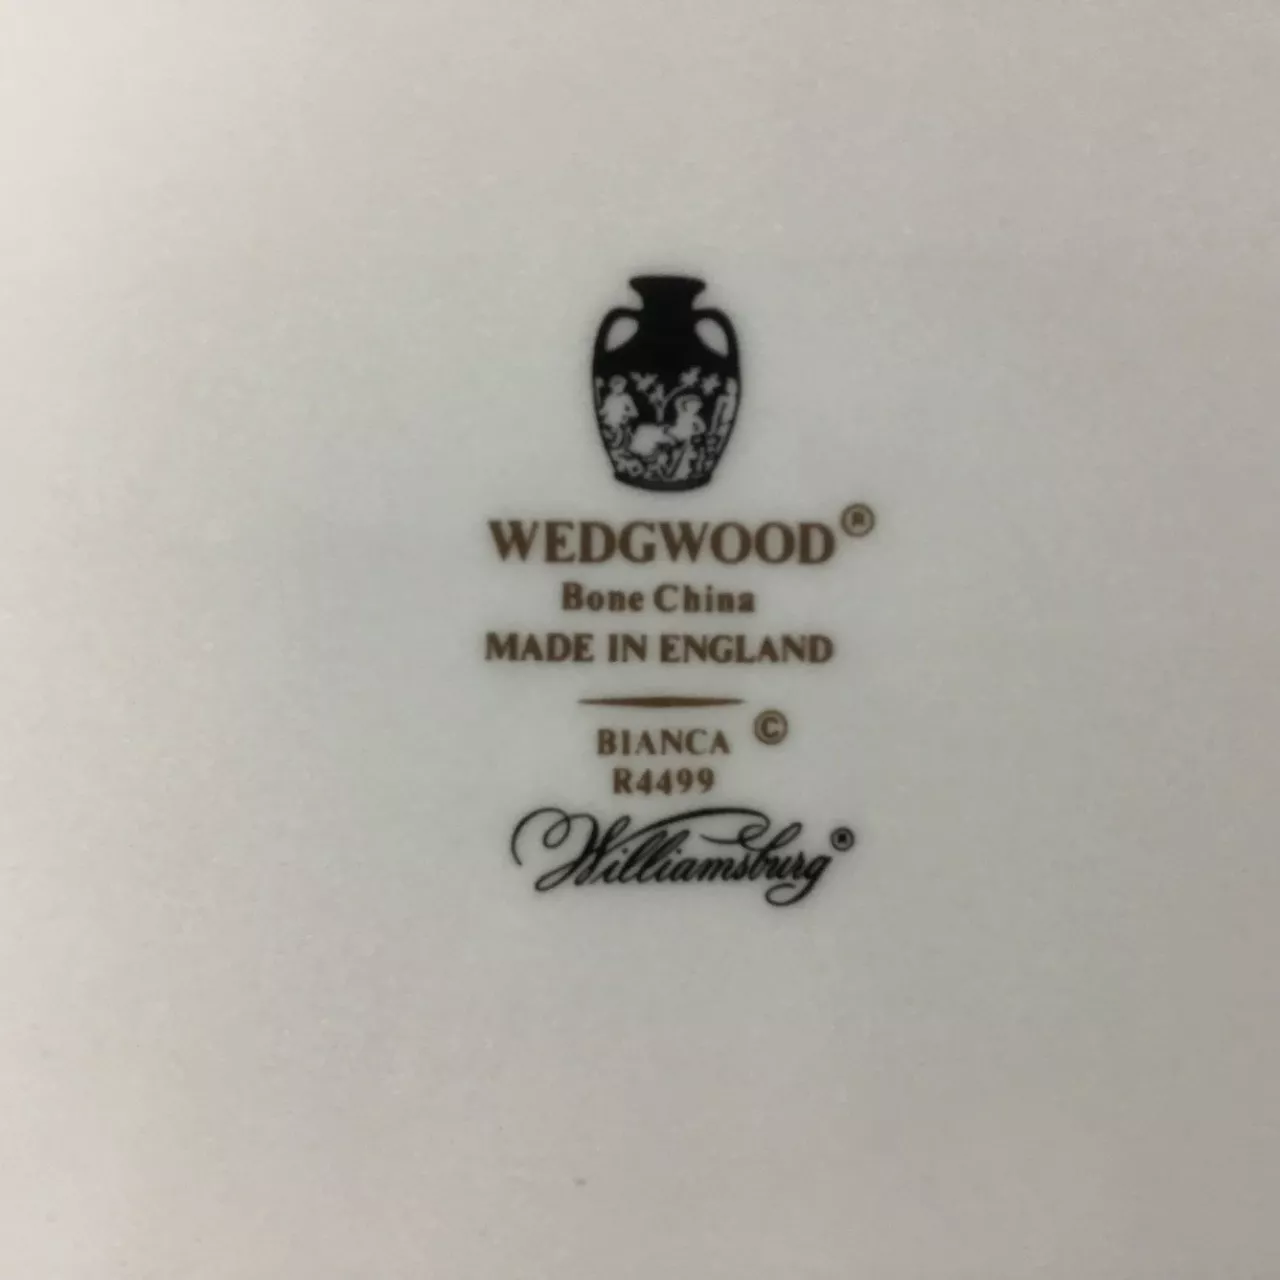 WEDGWOOD®
Bone China
MADE IN ENGLAND
BIANCA ©
R4499
Williamsburg®